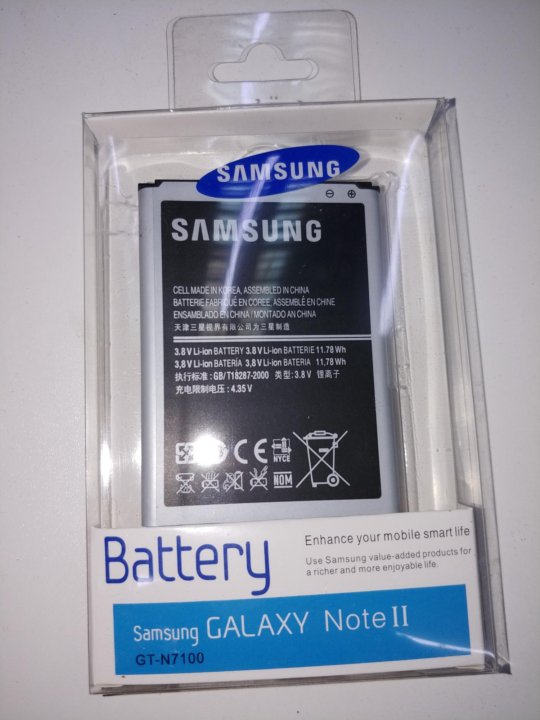 SAMSUNG
SAMSUNG
CELL MADE IN KOREA, ASSEMBLED IN CHINA
BATTERIE FABRIQUÉ EN COREE, ASSEMBLÉ EN CHINE
ENSAMBLADO EN CHINA / MONTADO AN CHINA
天津三星视界有限公司为三星制造
3.8 V Li-ion BATTERY 3.8 V Li-ion BATTERIE 11.78 Wh
3,8 V Li-ion BATERÍA 3,8 V Li-ion BATERIA 11,78 Wh
执行标准 : GB/T18287-2000 类型: 3.8 V 锂离子
充电限制电压 : 4.35 V
CE
NYCE
NOM
Battery
Enhance your mobile smart life
Use Samsung value-added products for
a richer and more enjoyable life.
Samsung GALAXY Note II
GT-N7100